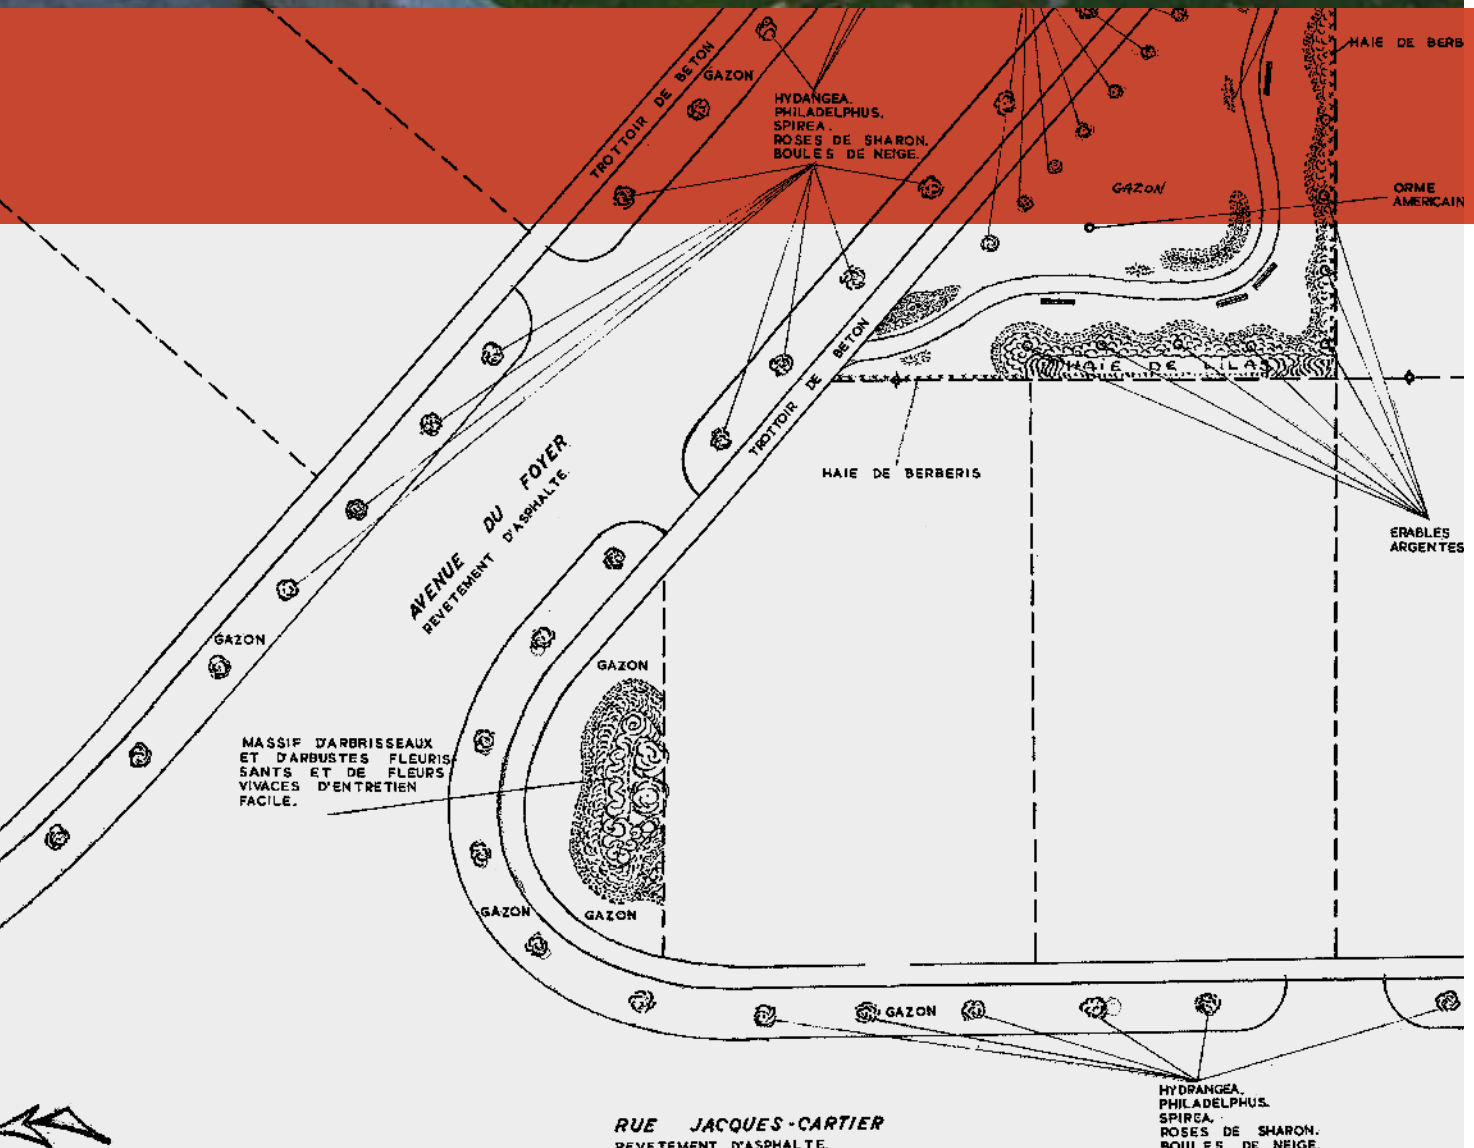 HAIE DE BERB
TROTTOIR DE BETON
GAZON
HYDANGEA.
PHILADELPHUS.
SPIREA.
ROSES DE SHARON.
BOULES DE NEIGE.
GAZON
ORME
AMERICAIN
TROTTOIR DE BETON
HAIE DE LILAS
HAIE DE BERBERIS
AVENUE DU FOYER
REVETEMENT D'ASPHALTE.
ERABLES
ARGENTES
GAZON
GAZON
MASSIF D'ARBRISSEAUX
ET D'ARBUSTES FLEURIS
SANTS ET DE FLEURS
VIVACES D'ENTRETIEN
FACILE.
GAZON
GAZON
GAZON
HYDRANGEA.
PHILADELPHUS.
SPIREA.
ROSES DE SHARON.
BOULES DE NEIGE.
RUE JACQUES-CARTIER
REVETEMENT D'ASPHALTE.